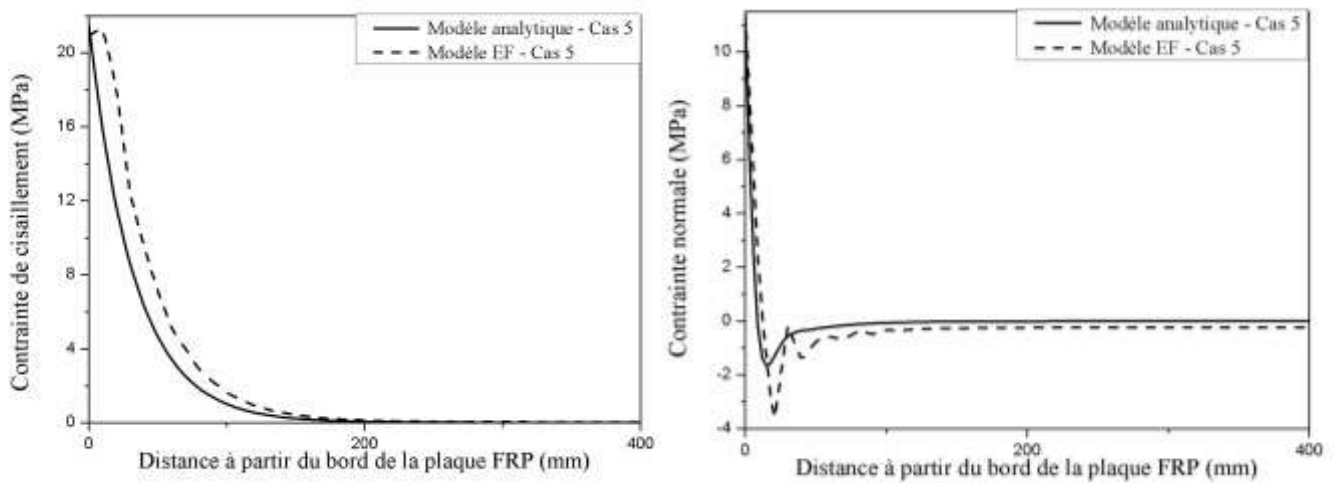 Modèle analytique - Cas 5
Modèle EF - Cas 5
Contrainte de cisaillement (MPa)
20
16
12
8
4
0
0
200
400
Distance à partir du bord de la plaque FRP (mm)
Modèle analytique - Cas 5
Modèle EF - Cas 5
Contrainte normale (MPa)
10
8
6
4
2
0
-2
-4
0
200
400
Distance à partir du bord de la plaque FRP (mm)